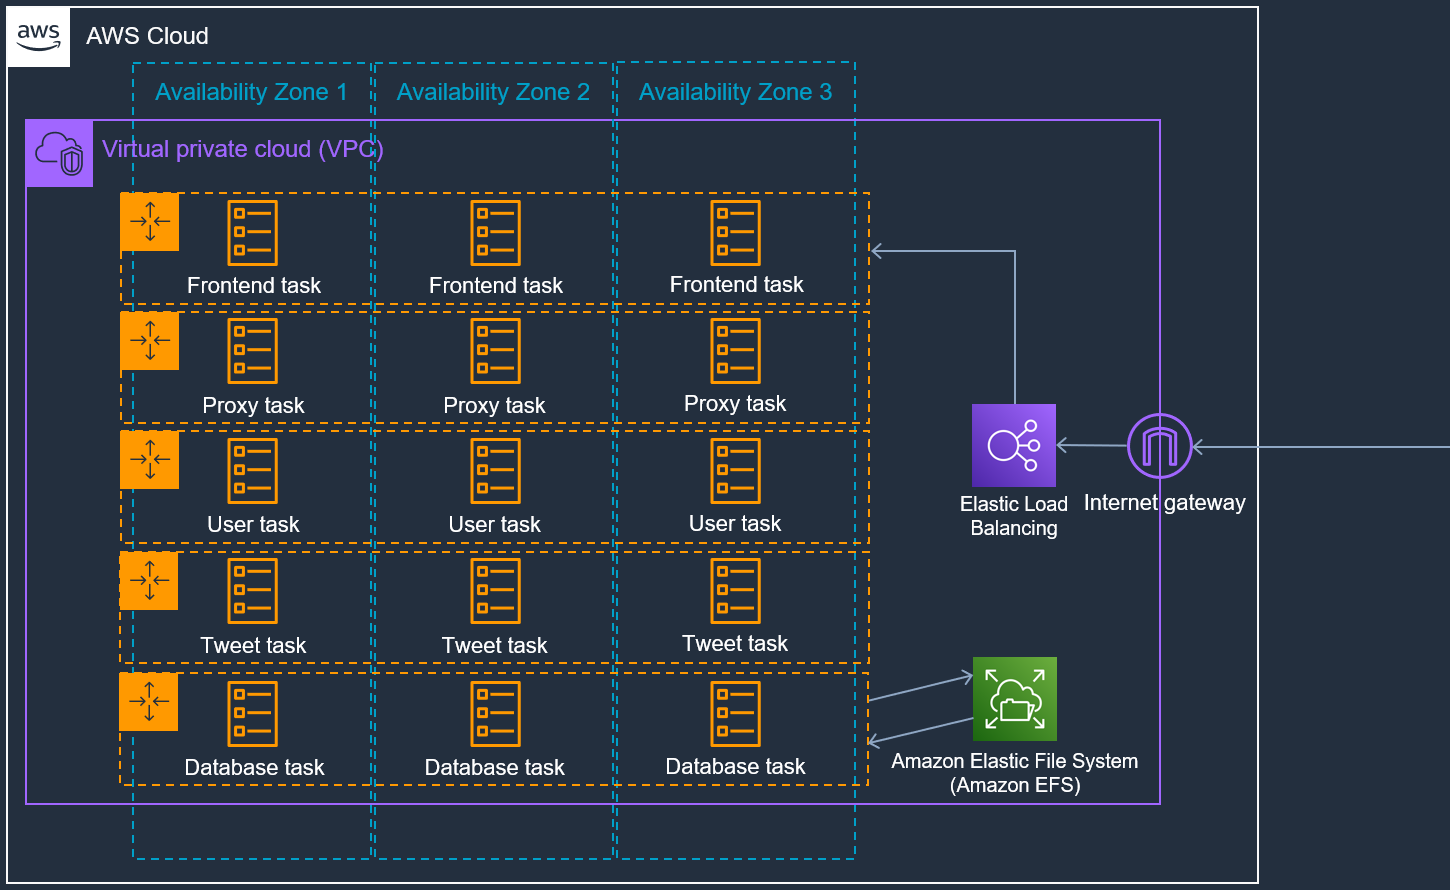 aws
AWS Cloud
Availability Zone 1
Availability Zone 2
Availability Zone 3
Virtual private cloud (VPC)
Frontend task
Frontend task
Frontend task
Proxy task
Proxy task
Proxy task
User task
User task
User task
Elastic Load
Balancing
Internet gateway
Tweet task
Tweet task
Tweet task
Database task
Database task
Database task
Amazon Elastic File System
(Amazon EFS)